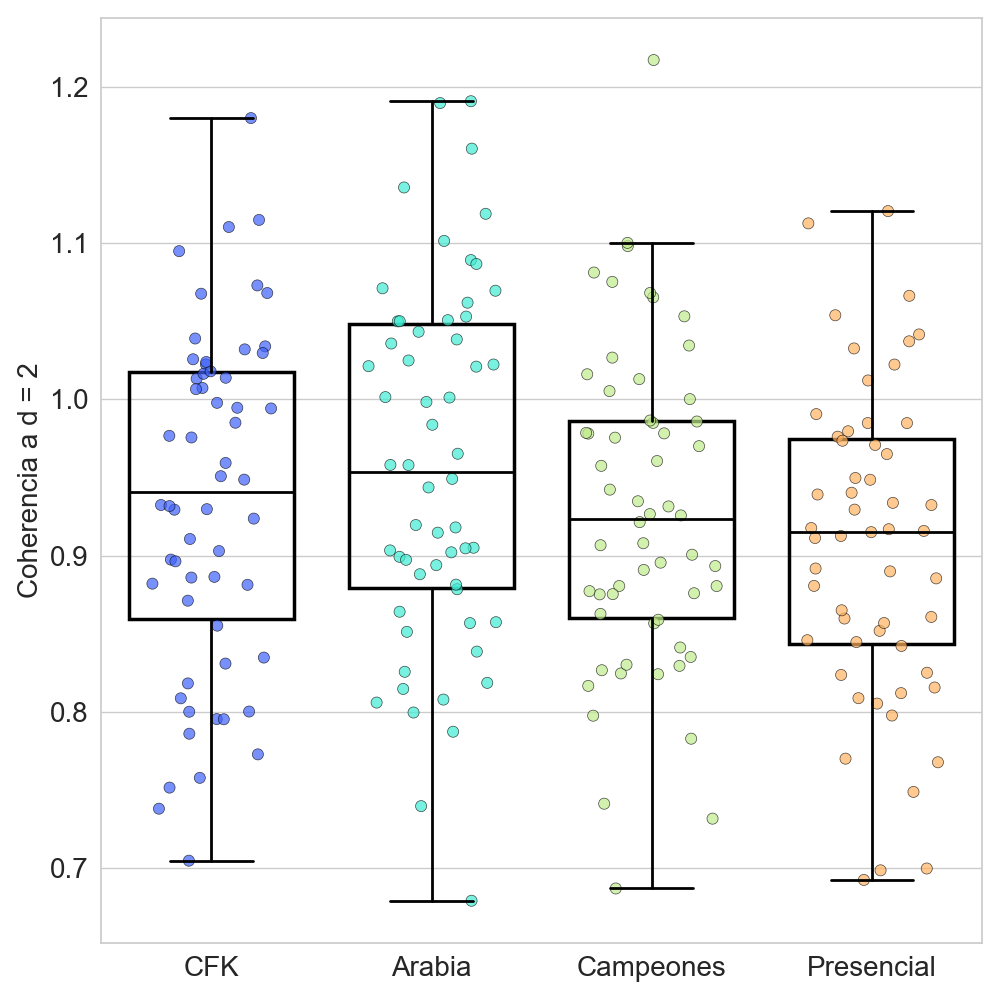 Coherencia a d = 2
1.2
1.1
1.0
0.9
0.8
0.7
CFK
Arabia
Campeones
Presencial